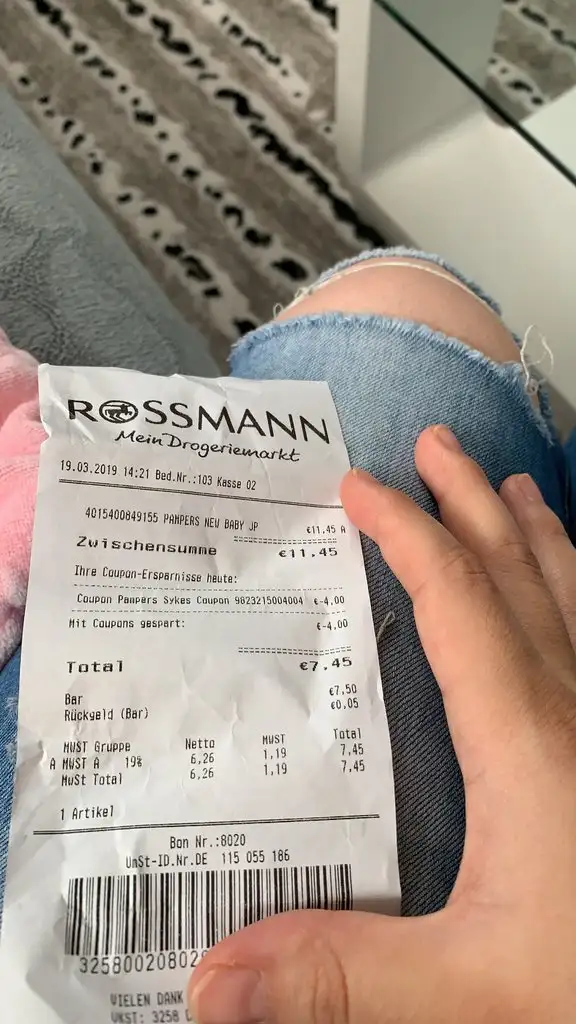 ROSSMANN
Mein Drogeriemarkt
19.03.2019 14:21 Bed.Nr.:103 Kasse 02
4015400849155 PAMPERS NEW BABY JP €11,45 A
Zwischensumme €11,45
Ihre Coupon-Ersparnisse heute:
Coupon Pampers Sykes Coupon 9823215004004 €-4,00
Mit Coupons gespart: €-4,00
Total €7,45
Bar €7,50
Rückgeld (Bar) €0,05
MWST Gruppe Netto MWST Total
A MWST A 19% 6,26 1,19 7,45
MwSt Total 6,26 1,19 7,45
1 Artikel
Bon Nr.:8020
UmSt-ID.Nr.DE 115 055 186
32580020802
VIELEN DANK
VKST: 3258